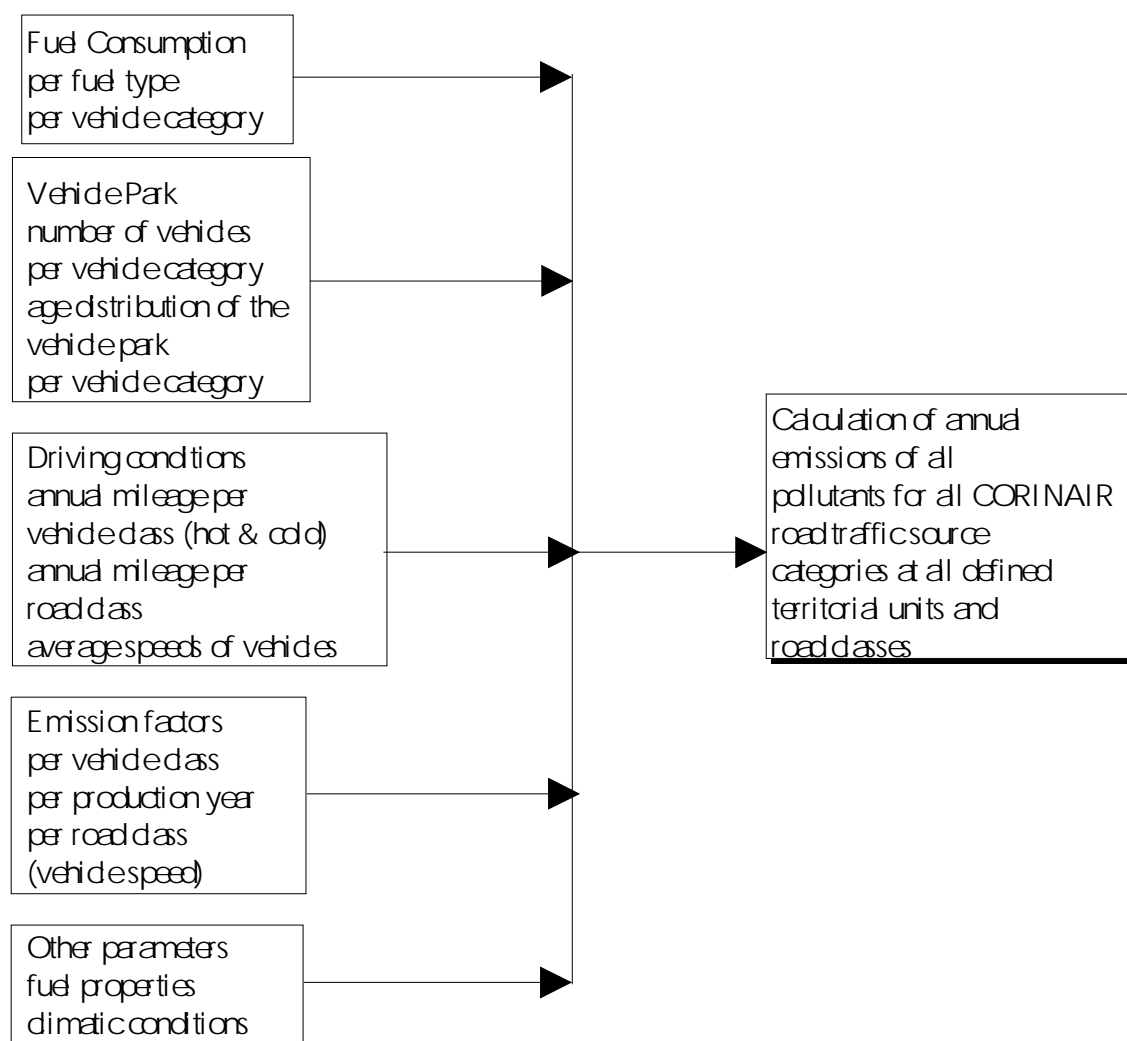 Fuel Consumption
per fuel type
per vehicle category
Vehicle Park
number of vehicles
per vehicle category
age distribution of the
vehicle park
per vehicle category
Driving conditions
annual mileage per
vehicle class (hot & cold)
annual mileage per
road class
average speeds of vehicles
Emission factors
per vehicle class
per production year
per road class
(vehicle speed)
Other parameters
fuel properties
climatic conditions
Calculation of annual
emissions of all
pollutants for all CORINAIR
road traffic source
categories at all defined
territorial units and
road classes